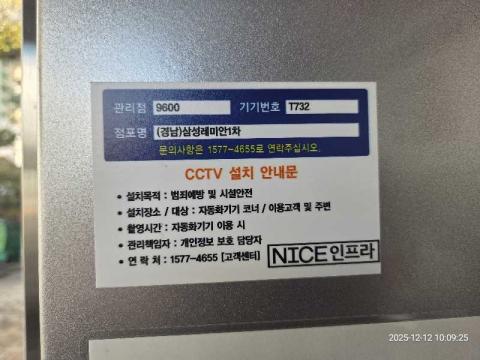 관리점 9600 기기번호 T732
점포명 (경남)삼성래미안1차
문의사항은 1577-4655로 연락주십시오.
CCTV 설치 안내문
• 설치목적 : 범죄예방 및 시설안전
• 설치장소 / 대상 : 자동화기기 코너 / 이용고객 및 주변
• 촬영시간 : 자동화기기 이용 시
• 관리책임자 : 개인정보 보호 담당자
• 연 락 처 : 1577-4655 [고객센터]
NICE인프라
2025-12-12 10:09:25